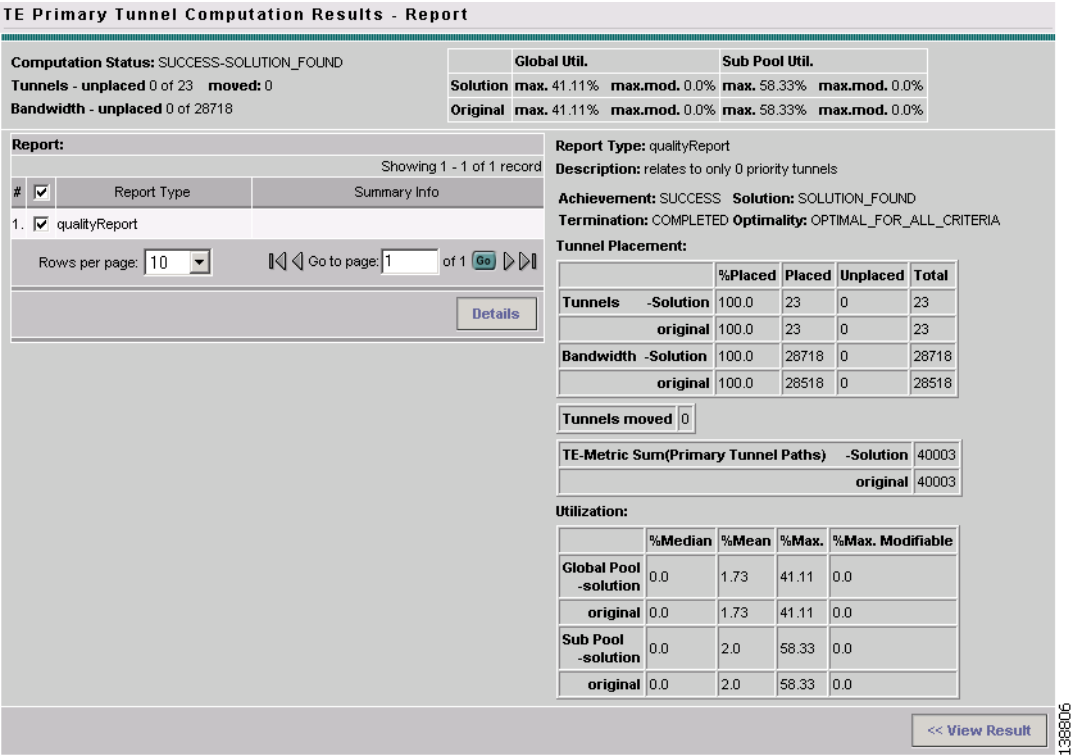 TE Primary Tunnel Computation Results - Report
Computation Status: SUCCESS-SOLUTION_FOUND
Tunnels - unplaced 0 of 23 moved: 0
Bandwidth - unplaced 0 of 28718
Global Util. Sub Pool Util.
Solution max. 41.11% max.mod. 0.0% max. 58.33% max.mod. 0.0%
Original max. 41.11% max.mod. 0.0% max. 58.33% max.mod. 0.0%
Report:
Showing 1 - 1 of 1 record
# Report Type Summary Info
1. qualityReport
Rows per page: 10 Go to page: 1 of 1 Go
Details
Report Type: qualityReport
Description: relates to only 0 priority tunnels
Achievement: SUCCESS Solution: SOLUTION_FOUND
Termination: COMPLETED Optimality: OPTIMAL_FOR_ALL_CRITERIA
Tunnel Placement:
%Placed Placed Unplaced Total
Tunnels -Solution 100.0 23 0 23
original 100.0 23 0 23
Bandwidth -Solution 100.0 28718 0 28718
original 100.0 28518 0 28518
Tunnels moved 0
TE-Metric Sum(Primary Tunnel Paths) -Solution 40003
original 40003
Utilization:
%Median %Mean %Max. %Max. Modifiable
Global Pool
-solution 0.0 1.73 41.11 0.0
original 0.0 1.73 41.11 0.0
Sub Pool
-solution 0.0 2.0 58.33 0.0
original 0.0 2.0 58.33 0.0
<< View Result
138806